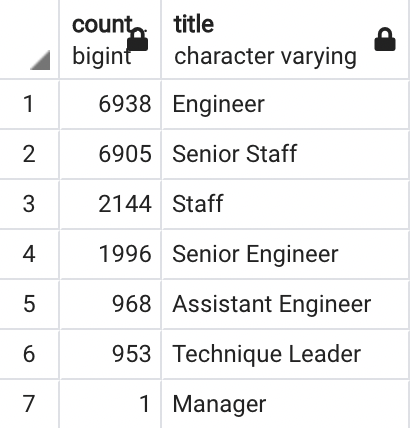 count title
bigint character varying
1 6938 Engineer
2 6905 Senior Staff
3 2144 Staff
4 1996 Senior Engineer
5 968 Assistant Engineer
6 953 Technique Leader
7 1 Manager